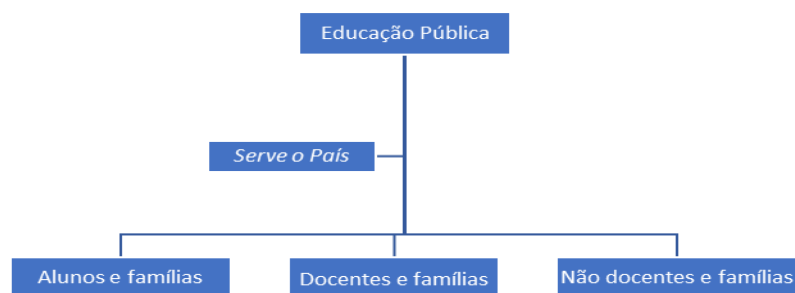 Educação Pública
Serve o País
Alunos e famílias
Docentes e famílias
Não docentes e famílias